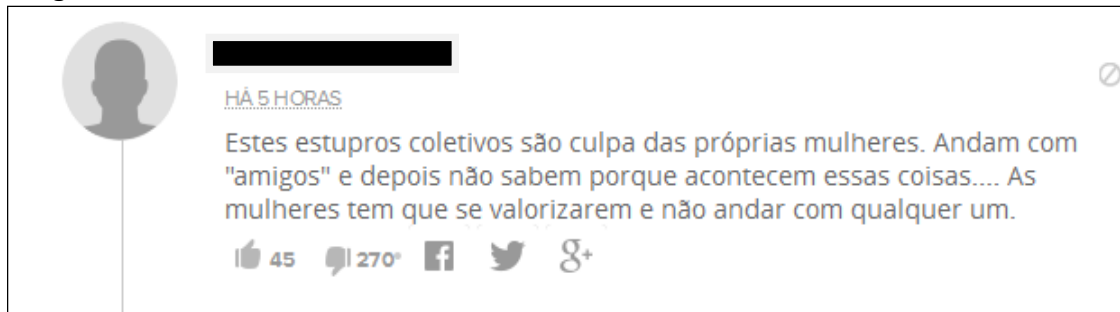 HÁ 5 HORAS
Estes estupros coletivos são culpa das próprias mulheres. Andam com
"amigos" e depois não sabem porque acontecem essas coisas.... As
mulheres tem que se valorizarem e não andar com qualquer um.
45 270 g+